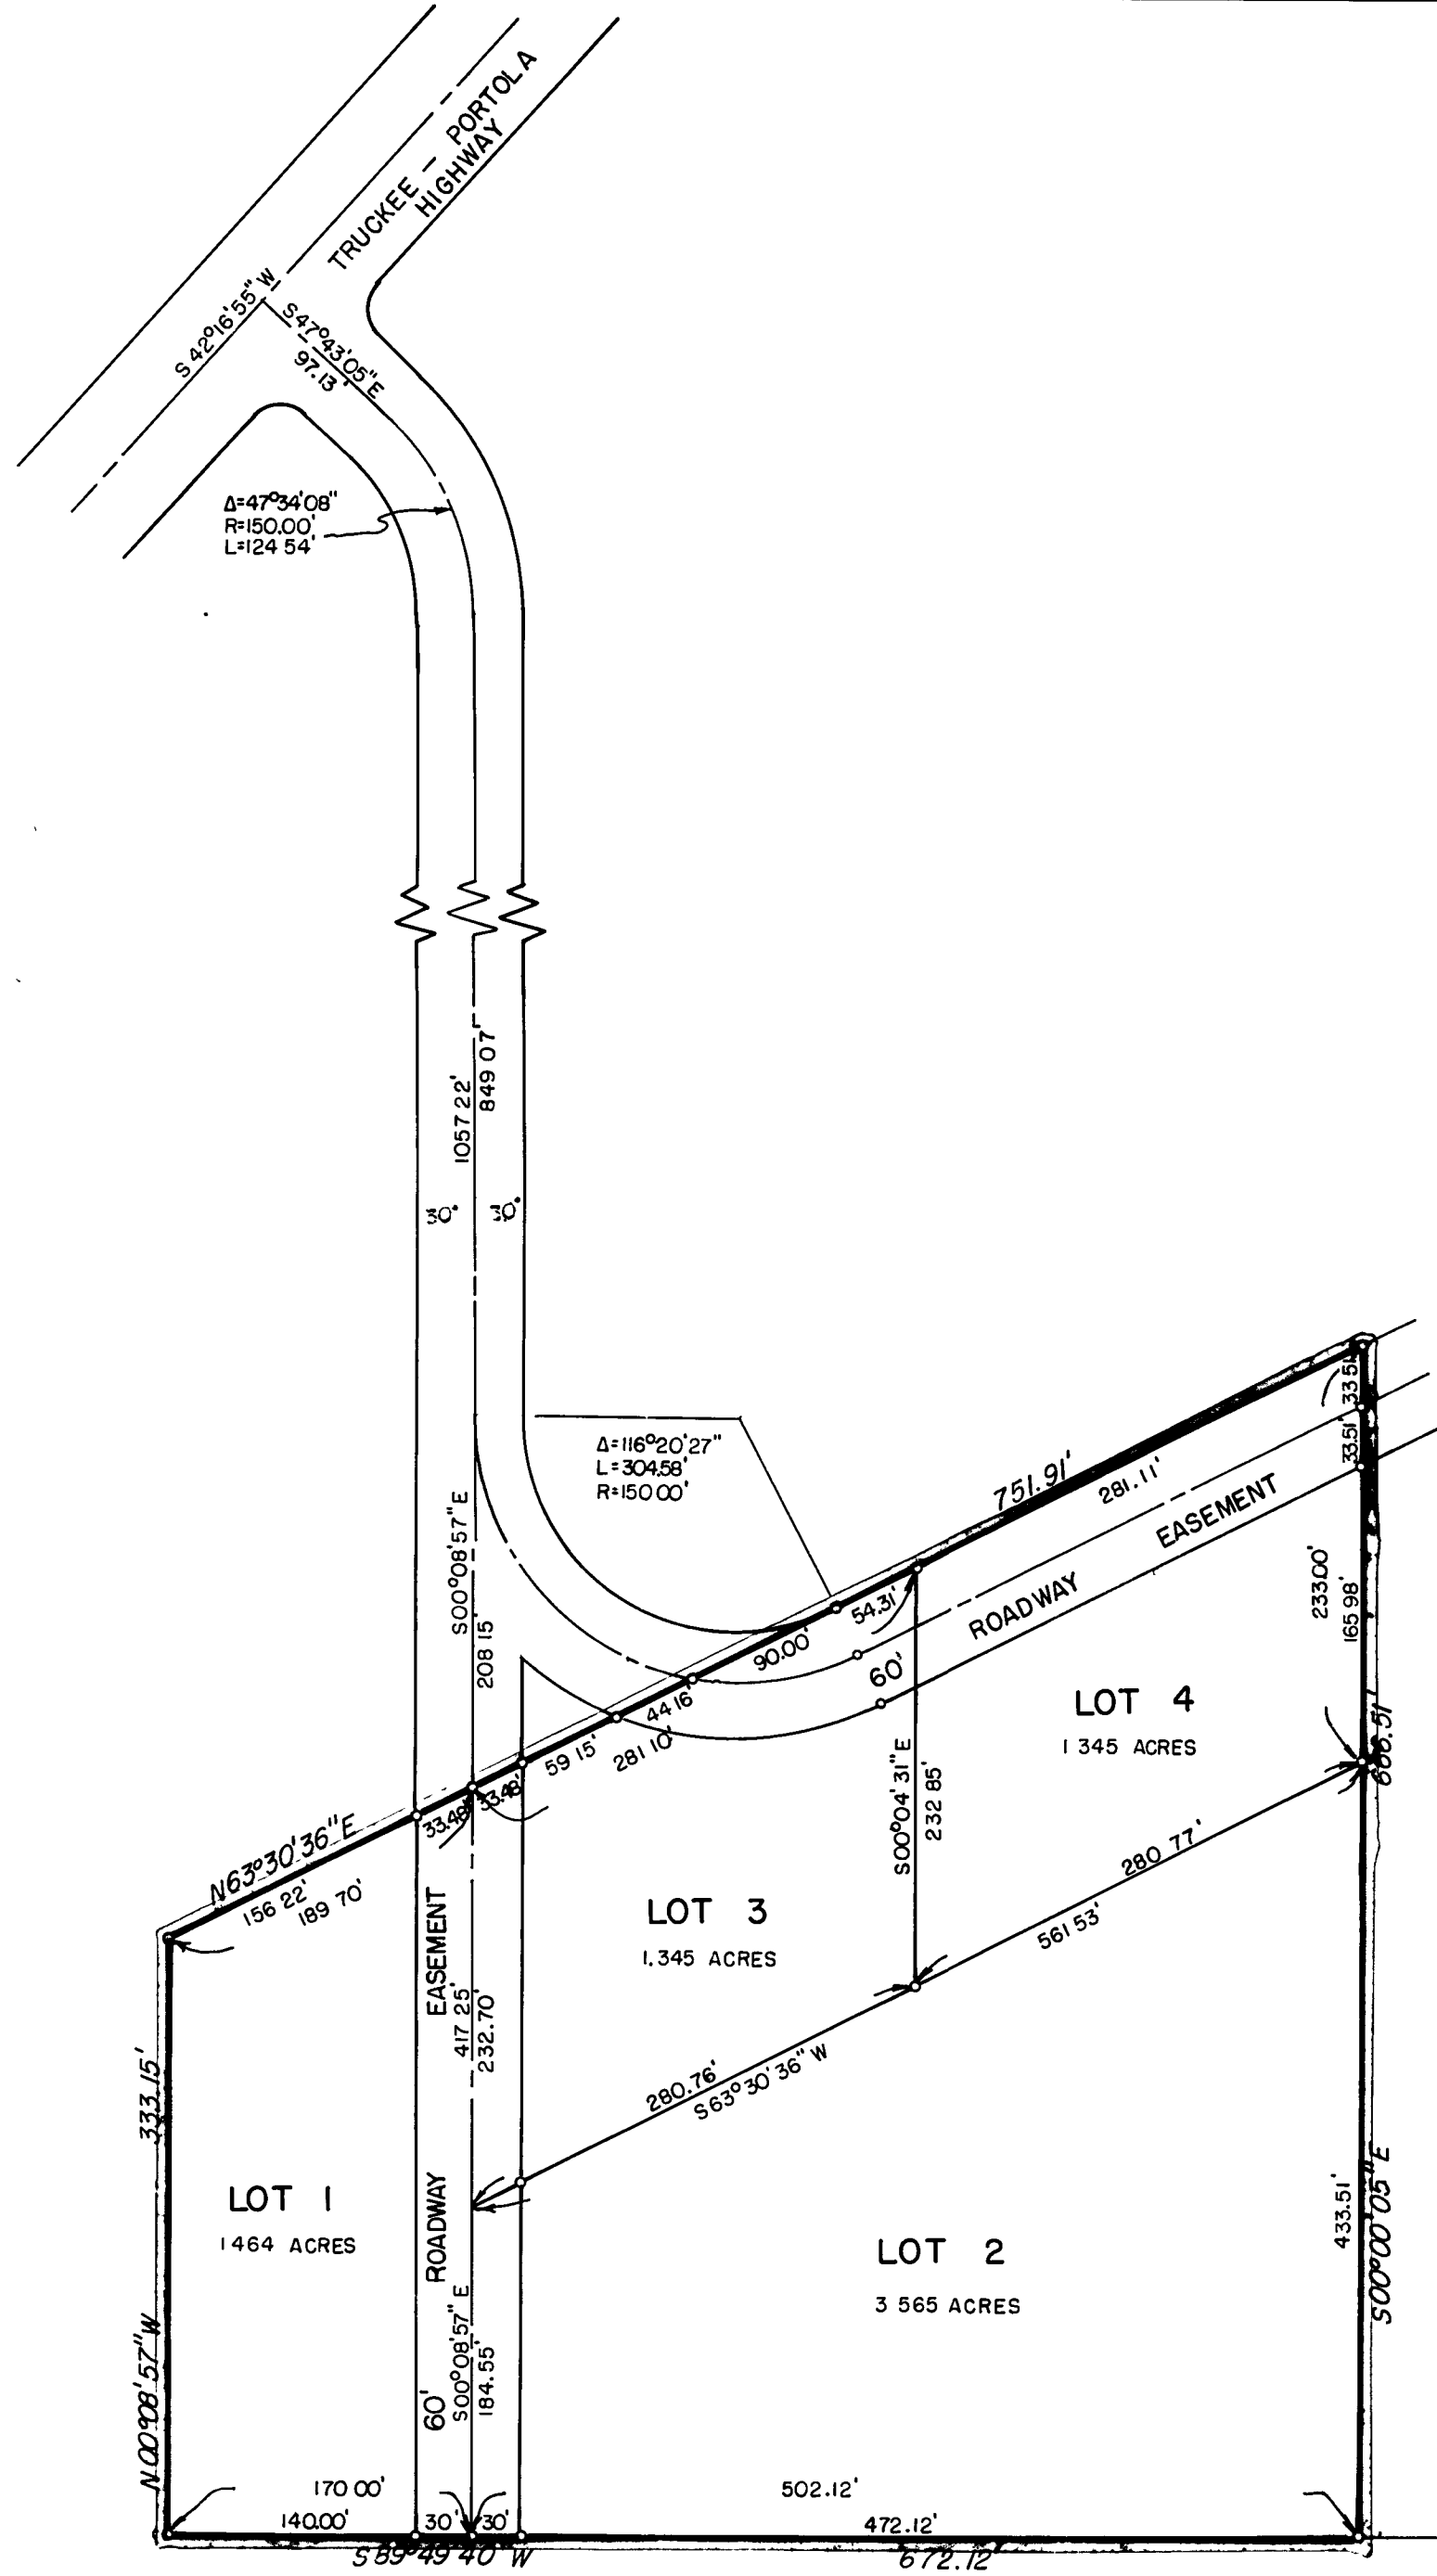 TRUCKEE - PORTOLA
HIGHWAY
S 42°16'55" W
S 47°43'05" E
97.13'
Δ=47°34'08"
R=150.00'
L=124 54'
1057 22'
849 07'
30'
30'
Δ=116°20'27"
L=304.58'
R=150 00'
S00°08'57" E
208 15'
751.91'
281.11'
33 51'
33.51'
ROADWAY EASEMENT
60'
54.31'
90.00'
44 16'
59 15'
281 10'
33.48'
33.48'
N63°30'36"E
156 22'
189 70'
233.00'
165 98'
LOT 4
1 345 ACRES
S00°04'31" E
232 85'
666.51'
280 77'
561 53'
LOT 3
1.345 ACRES
280.76'
S63°30'36" W
60' ROADWAY EASEMENT
417 25'
232.70'
S00°08'57" E
184.55'
333.15'
N 00°08'57" W
LOT 1
1 464 ACRES
LOT 2
3 565 ACRES
433.51'
S00°00'05" E
170 00'
140.00'
30'
30'
502.12'
472.12'
S 89°49'40" W
672.12'